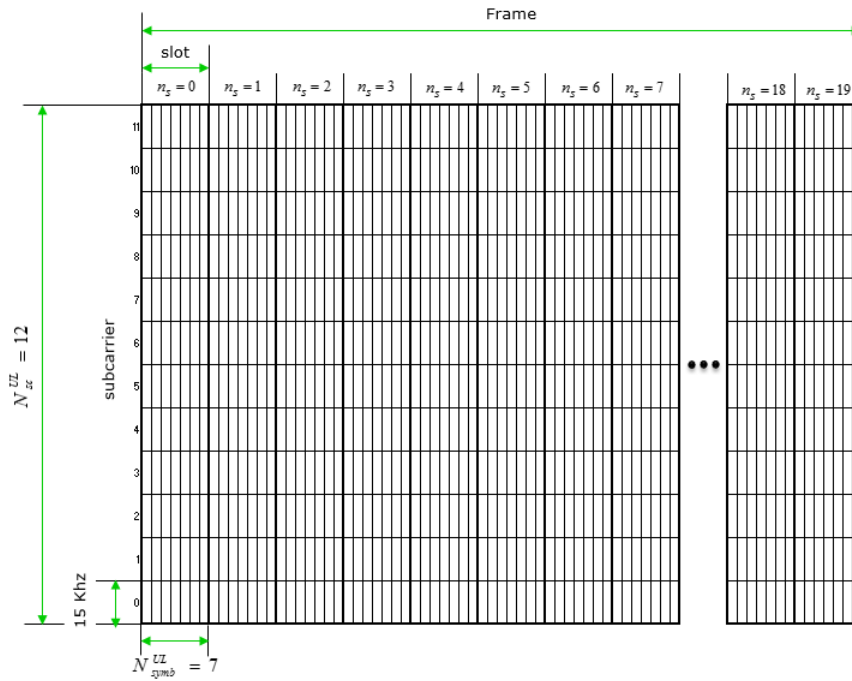 Frame
slot
n_s = 0 n_s = 1 n_s = 2 n_s = 3 n_s = 4 n_s = 5 n_s = 6 n_s = 7 n_s = 18 n_s = 19
11
10
9
8
7
6
5
4
3
2
1
0
subcarrier
N_sc^UL = 12
15 Khz
N_symb^UL = 7